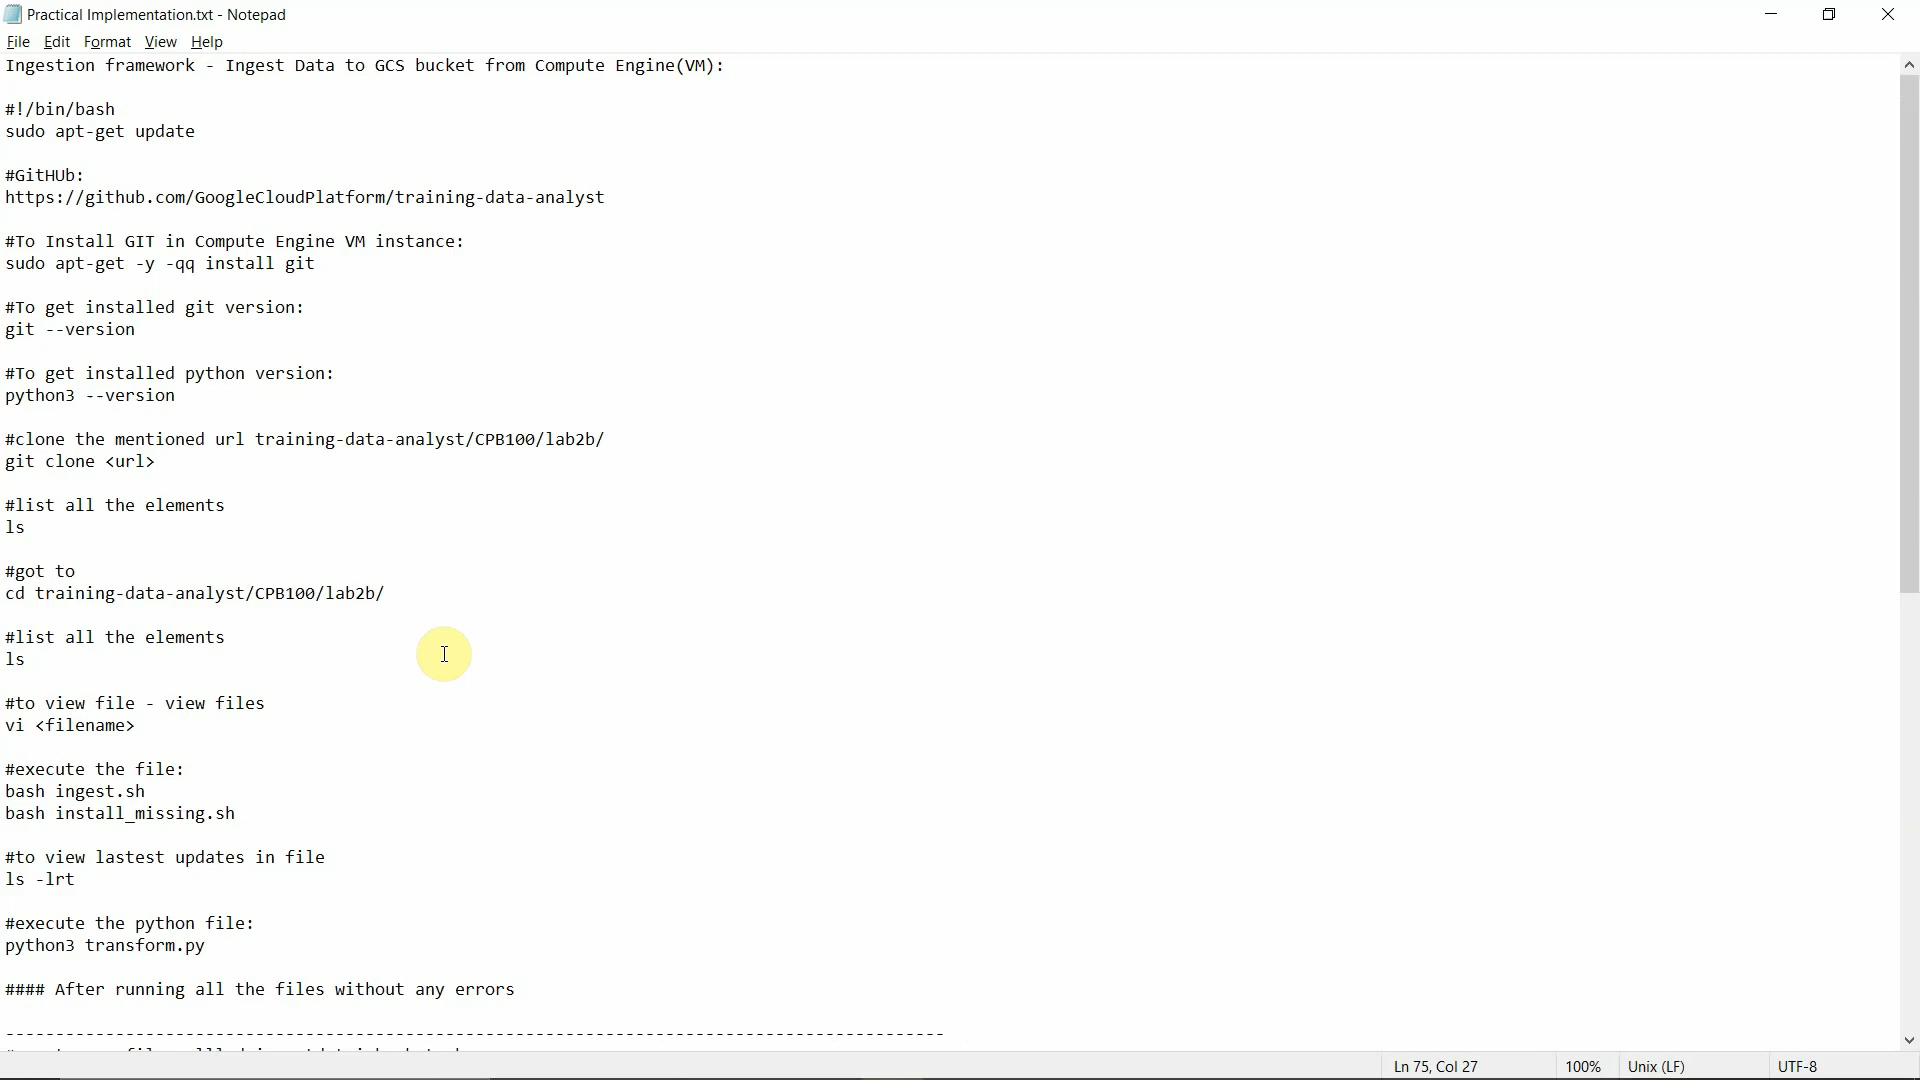 Practical Implementation.txt - Notepad
File Edit Format View Help
Ingestion framework - Ingest Data to GCS bucket from Compute Engine(VM):
#!/bin/bash
sudo apt-get update
#GitHUb:
https://github.com/GoogleCloudPlatform/training-data-analyst
#To Install GIT in Compute Engine VM instance:
sudo apt-get -y -qq install git
#To get installed git version:
git --version
#To get installed python version:
python3 --version
#clone the mentioned url training-data-analyst/CPB100/lab2b/
git clone <url>
#list all the elements
ls
#got to
cd training-data-analyst/CPB100/lab2b/
#list all the elements
ls
#to view file - view files
vi <filename>
#execute the file:
bash ingest.sh
bash install_missing.sh
#to view lastest updates in file
ls -lrt
#execute the python file:
python3 transform.py
#### After running all the files without any errors
----------------------------------------------------------------------------------------------
Ln 75, Col 27 100% Unix (LF) UTF-8